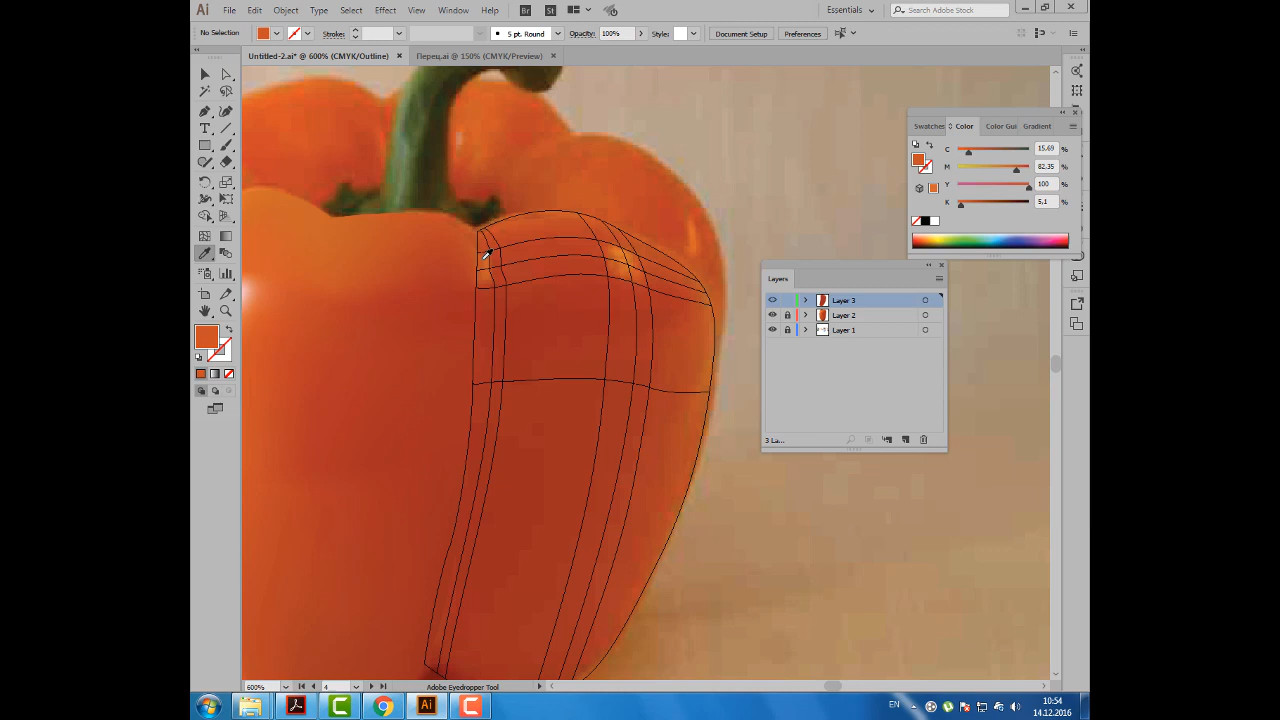 Ai File Edit Object Type Select Effect View Window Help Br St Essentials Search Adobe Stock
No Selection Stroke: 5 pt. Round Opacity: 100% Style: Document Setup Preferences
Untitled-2.ai* @ 600% (CMYK/Outline) × Перец.ai @ 150% (CMYK/Preview) ×
Swatches Color Color Gui Gradient
C 15,69 %
M 82,35 %
Y 100 %
K 5,1 %
Layers
Layer 3
Layer 2
Layer 1
3 La...
600% 4 Adobe Eyedropper Tool
Ai EN 10:54
14.12.2016